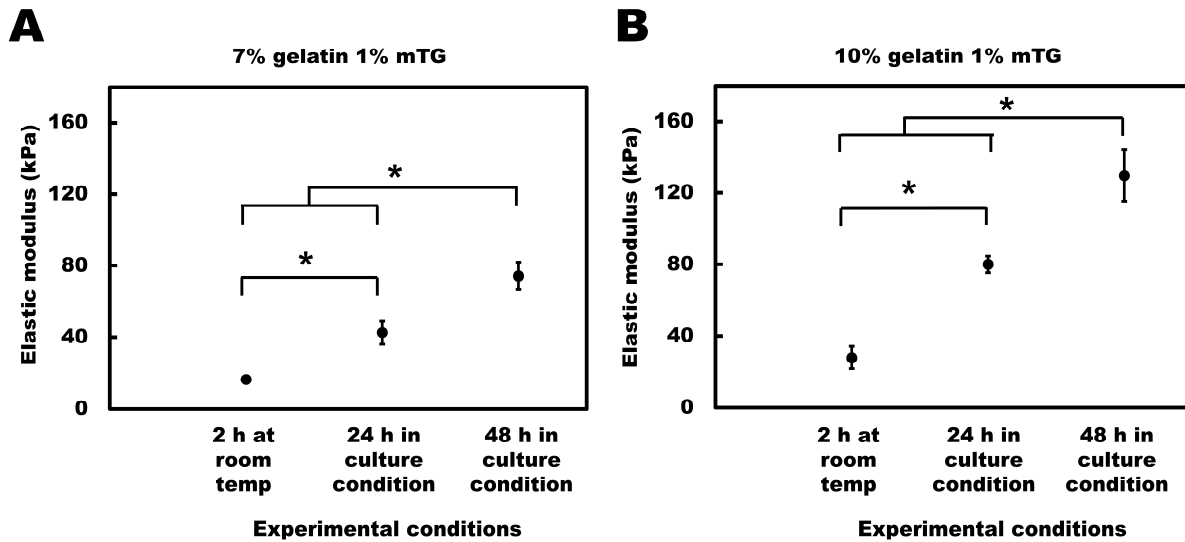 A
7% gelatin 1% mTG
Elastic modulus (kPa)
160
120
80
40
0
*
*
2 h at
room
temp
24 h in
culture
condition
48 h in
culture
condition
Experimental conditions
B
10% gelatin 1% mTG
Elastic modulus (kPa)
160
120
80
40
0
*
*
2 h at
room
temp
24 h in
culture
condition
48 h in
culture
condition
Experimental conditions